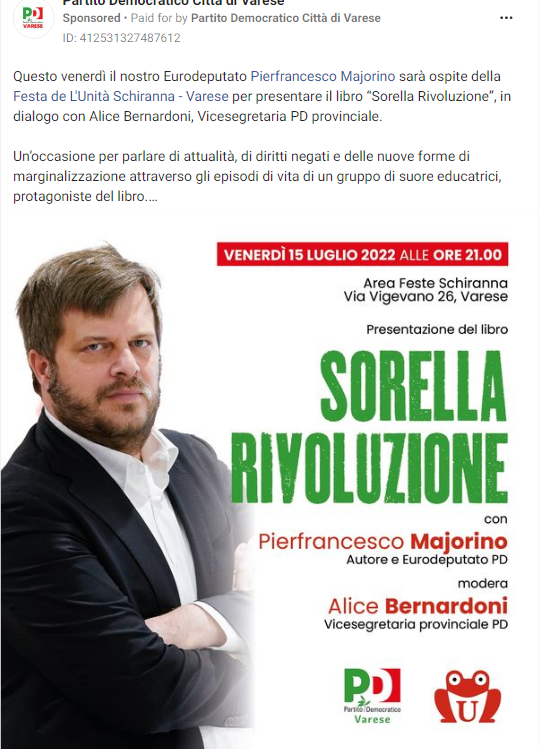 Partito Democratico Città di Varese
Sponsored • Paid for by Partito Democratico Città di Varese
ID: 412531327487612
Questo venerdì il nostro Eurodeputato Pierfrancesco Majorino sarà ospite della
Festa de L'Unità Schiranna - Varese per presentare il libro “Sorella Rivoluzione”, in
dialogo con Alice Bernardoni, Vicesegretaria PD provinciale.
Un’occasione per parlare di attualità, di diritti negati e delle nuove forme di
marginalizzazione attraverso gli episodi di vita di un gruppo di suore educatrici,
protagoniste del libro....
VENERDÌ 15 LUGLIO 2022 ALLE ORE 21.00
Area Feste Schiranna
Via Vigevano 26, Varese
Presentazione del libro
SORELLA
RIVOLUZIONE
con
Pierfrancesco Majorino
Autore e Eurodeputato PD
modera
Alice Bernardoni
Vicesegretaria provinciale PD
PD
Partito Democratico
Varese
U
PD
VARESE